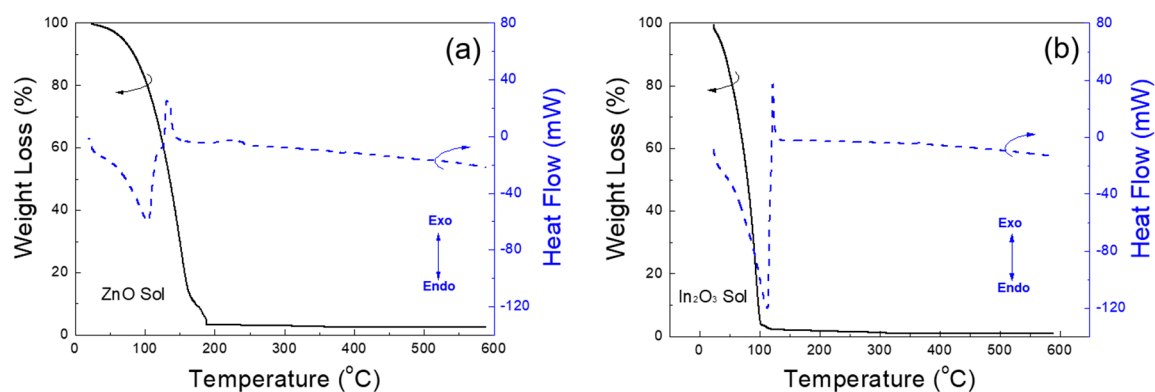 (a)
Weight Loss (%)
100
80
60
40
20
0
80
40
0
-40
-80
-120
Heat Flow (mW)
Exo
Endo
ZnO Sol
0 100 200 300 400 500 600
Temperature (°C)
(b)
Weight Loss (%)
100
80
60
40
20
0
80
40
0
-40
-80
-120
Heat Flow (mW)
Exo
Endo
In₂O₃ Sol
0 100 200 300 400 500 600
Temperature (°C)